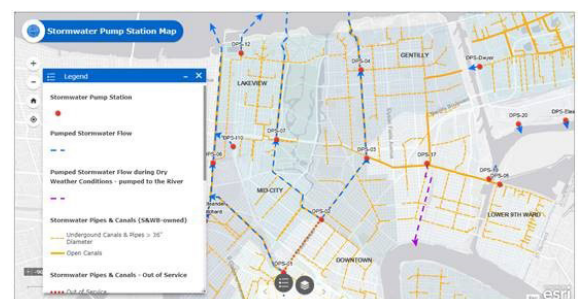 Stormwater Pump Station Map
Legend
Stormwater Pump Station
Pumped Stormwater Flow
Pumped Stormwater Flow during Dry
Weather Conditions - pumped to the River
Stormwater Pipes & Canals (S&WB-owned)
Undergound Canals & Pipes > 36"
Diameter
Open Canals
Stormwater Pipes & Canals - Out of Service
Out of Service
DPS-12
LAKEVIEW
DPS-04
GENTILLY
DPS-Dwyer
DPS-20
DPS-07
DPS-03
DPS-17
DPS-05
MID-CITY
DPS-02
LOWER 9TH WARD
DOWNTOWN
DPS-01
esri